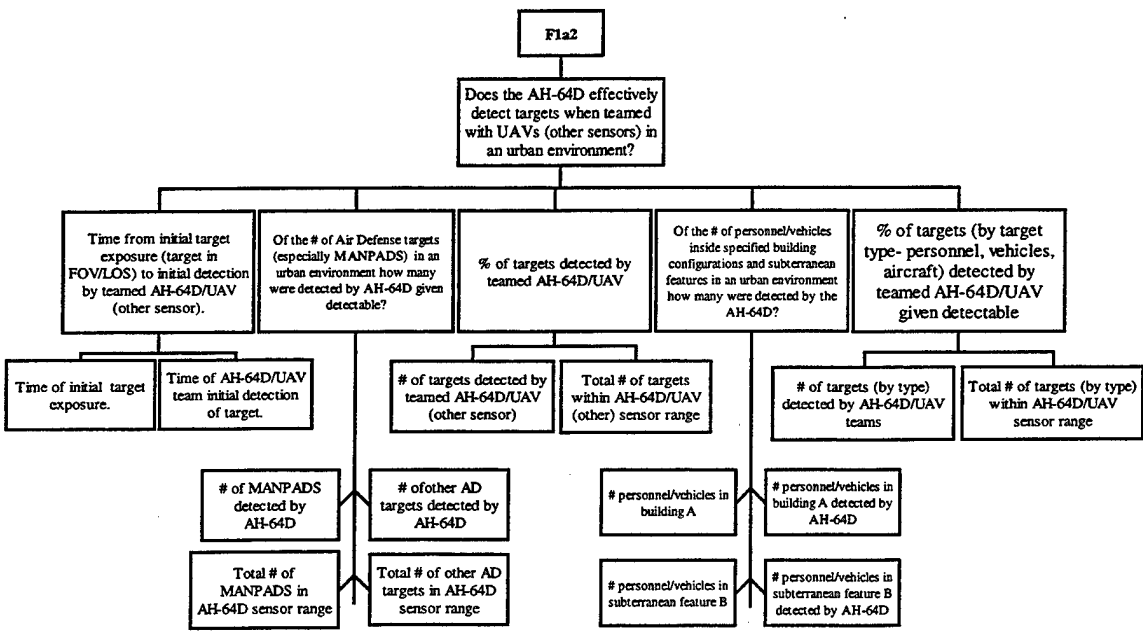 F1a2
Does the AH-64D effectively
detect targets when teamed
with UAVs (other sensors) in
an urban environment?
Time from initial target
exposure (target in
FOV/LOS) to initial detection
by teamed AH-64D/UAV
(other sensor).
Of the # of Air Defense targets
(especially MANPADS) in an
urban environment how many
were detected by AH-64D given
detectable?
% of targets detected by
teamed AH-64D/UAV
Of the # of personnel/vehicles
inside specified building
configurations and subterranean
features in an urban environment
how many were detected by the
AH-64D?
% of targets (by target
type- personnel, vehicles,
aircraft) detected by
teamed AH-64D/UAV
given detectable
Time of initial target
exposure.
Time of AH-64D/UAV
team initial detection
of target.
# of targets detected by
teamed AH-64D/UAV
(other sensor)
Total # of targets
within AH-64D/UAV
(other) sensor range
# of targets (by type)
detected by AH-64D/UAV
teams
Total # of targets (by type)
within AH-64D/UAV
sensor range
# of MANPADS
detected by
AH-64D
# of other AD
targets detected by
AH-64D
# personnel/vehicles in
building A
# personnel/vehicles in
building A detected by
AH-64D
Total # of
MANPADS in
AH-64D sensor range
Total # of other AD
targets in AH-64D
sensor range
# personnel/vehicles in
subterranean feature B
# personnel/vehicles in
subterranean feature B
detected by AH-64D